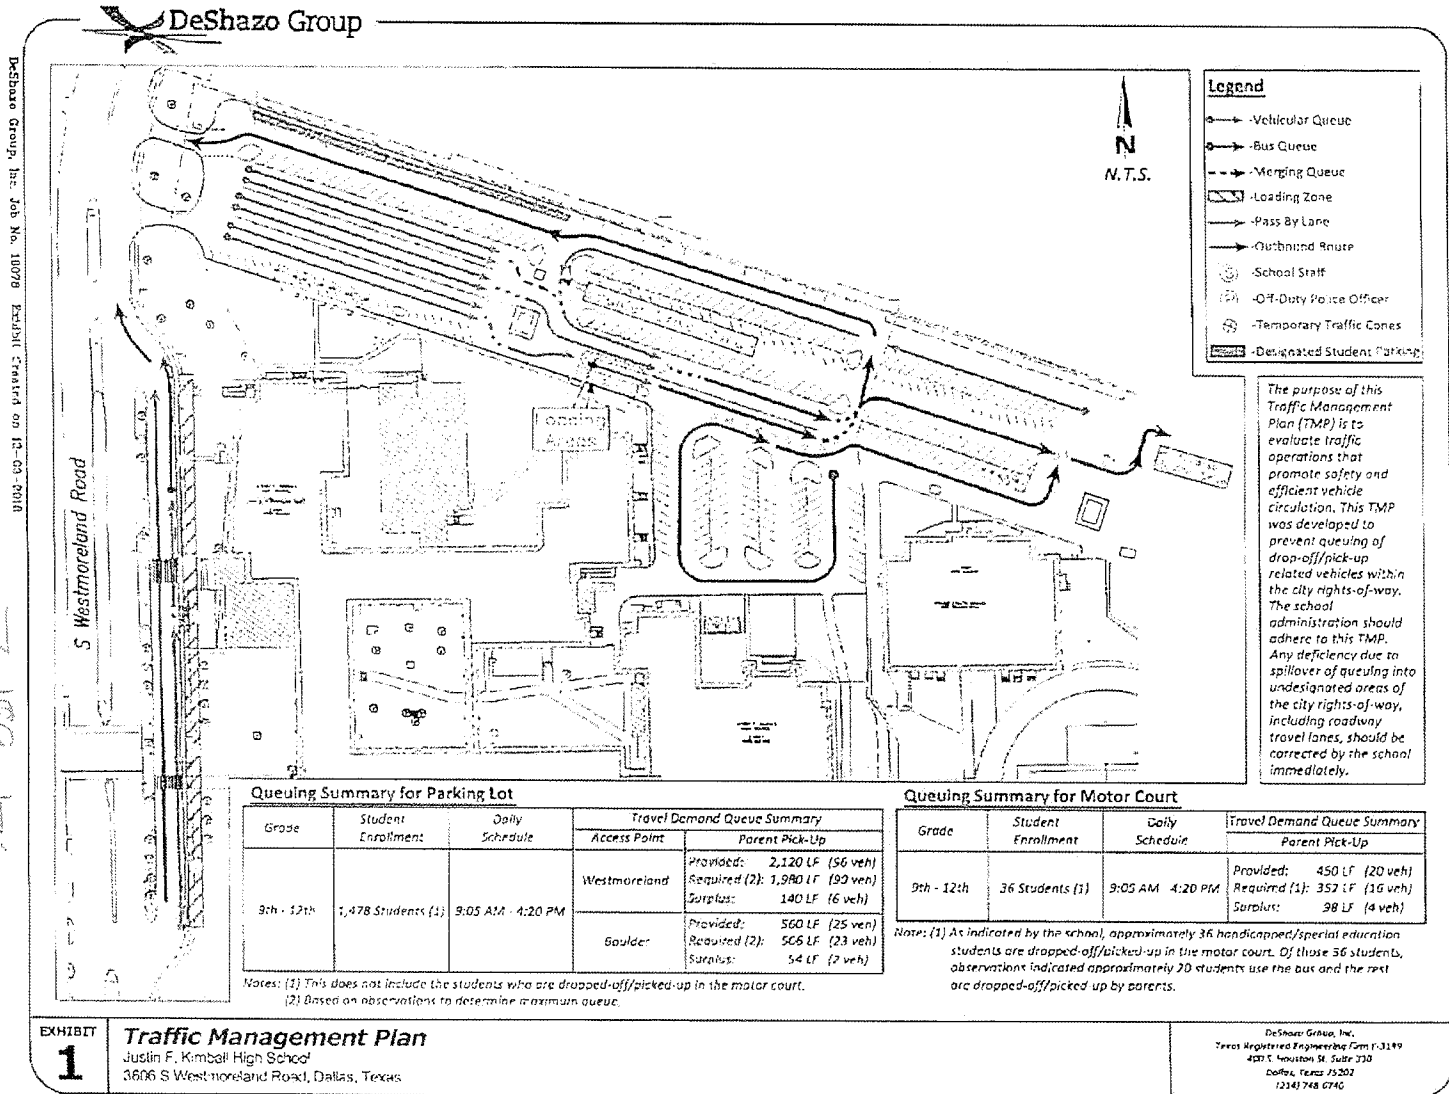 DeShazo Group
DeShazo Group, Inc. Job No. 18078 Exhibit Created on 12-03-2018
N
N.T.S.
Legend
-Vehicular Queue
-Bus Queue
-Merging Queue
-Loading Zone
-Pass By Lane
-Outbound Route
-School Staff
-Off-Duty Police Officer
-Temporary Traffic Cones
-Designated Student Parking
The purpose of this
Traffic Management
Plan (TMP) is to
evaluate traffic
operations that
promote safety and
efficient vehicle
circulation. This TMP
was developed to
prevent queuing of
drop-off/pick-up
related vehicles within
the city rights-of-way.
The school
administration should
adhere to this TMP.
Any deficiency due to
spillover of queuing into
undesignated areas of
the city rights-of-way,
including roadway
travel lanes, should be
corrected by the school
immediately.
S Westmoreland Road
Loading
Areas
Queuing Summary for Parking Lot
Grade Student Enrollment Daily Schedule Travel Demand Queue Summary
Access Point Parent Pick-Up
9th - 12th 1,478 Students (1) 9:05 AM - 4:20 PM
Westmoreland
Provided: 2,120 LF (96 veh)
Required (2): 1,980 LF (90 veh)
Surplus: 140 LF (6 veh)
Boulder
Provided: 560 LF (25 veh)
Required (2): 506 LF (23 veh)
Surplus: 54 LF (2 veh)
Notes: (1) This does not include the students who are dropped-off/picked-up in the motor court.
(2) Based on observations to determine maximum queue.
Queuing Summary for Motor Court
Grade Student Enrollment Daily Schedule Travel Demand Queue Summary
Parent Pick-Up
9th - 12th 36 Students (1) 9:05 AM 4:20 PM
Provided: 450 LF (20 veh)
Required (1): 352 LF (16 veh)
Surplus: 98 LF (4 veh)
Note: (1) As indicated by the school, approximately 36 handicapped/special education
students are dropped-off/picked-up in the motor court. Of those 36 students,
observations indicated approximately 20 students use the bus and the rest
are dropped-off/picked up by parents.
EXHIBIT
1
Traffic Management Plan
Justin F. Kimball High School
3606 S Westmoreland Road, Dallas, Texas
DeShazo Group, Inc.
Texas Registered Engineering Firm F-3199
400 S. Houston St. Suite 330
Dallas, Texas 75202
(214) 748 6740